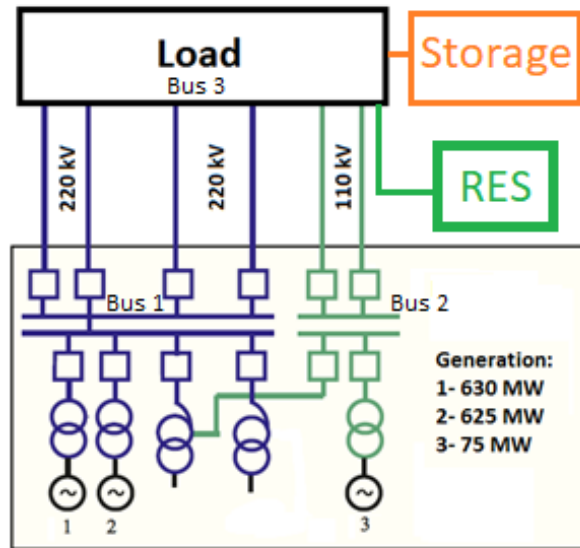 Load
Bus 3
Storage
RES
220 kV
220 kV
110 kV
Bus 1
Bus 2
Generation:
1- 630 MW
2- 625 MW
3- 75 MW
~
~
~
1
2
3